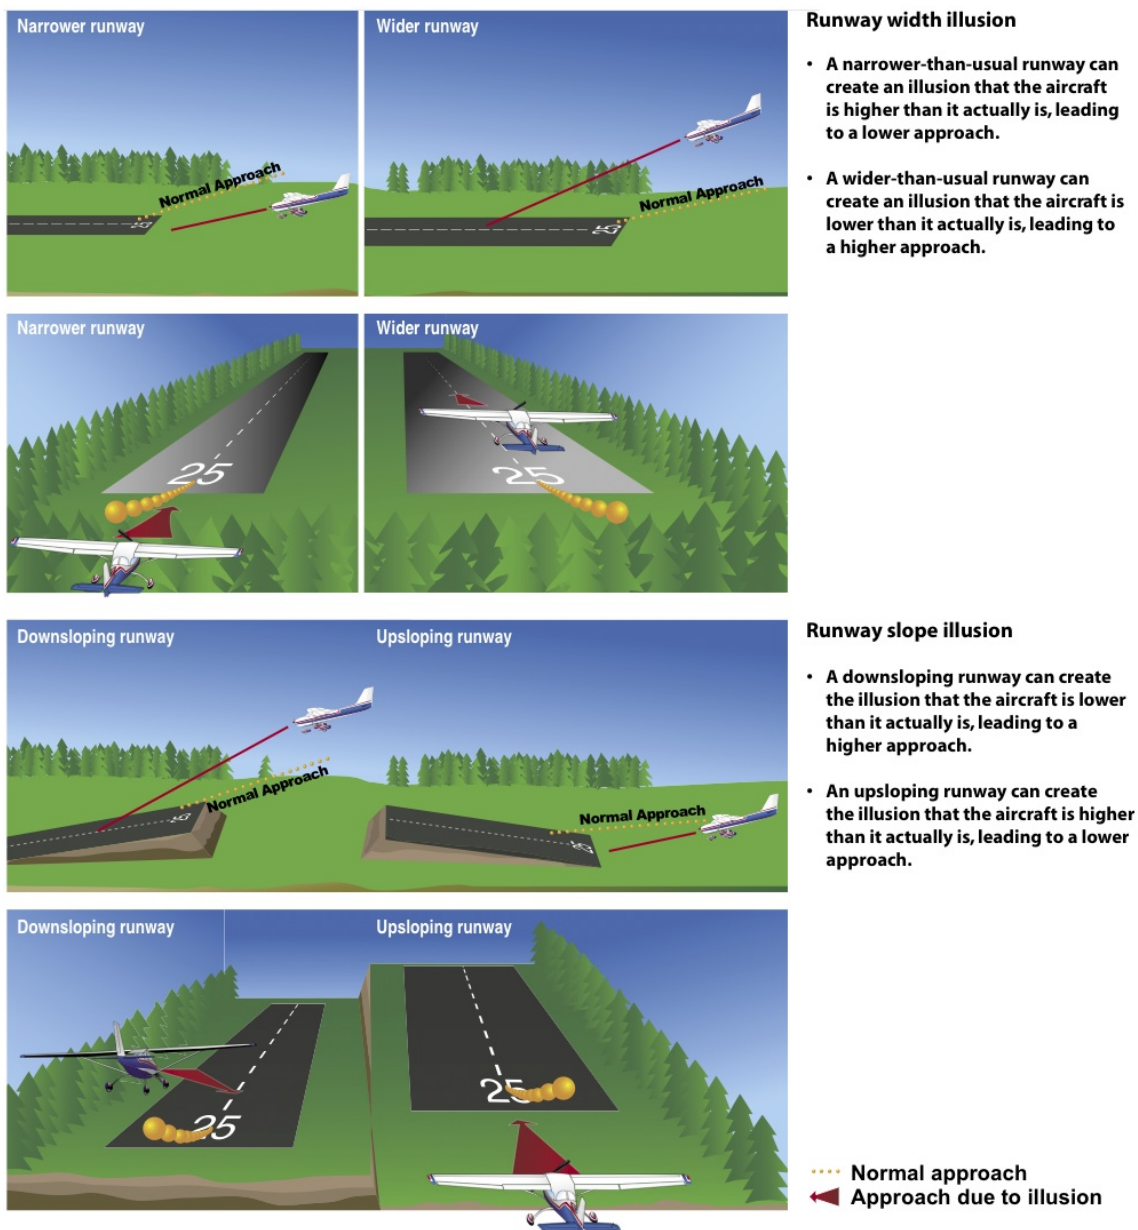 Narrower runway
Wider runway
Normal Approach
25
Normal Approach
25
Runway width illusion
• A narrower-than-usual runway can
create an illusion that the aircraft
is higher than it actually is, leading
to a lower approach.
• A wider-than-usual runway can
create an illusion that the aircraft is
lower than it actually is, leading to
a higher approach.
Narrower runway
Wider runway
25
25
Downsloping runway
Upsloping runway
Normal Approach
25
Normal Approach
25
Runway slope illusion
• A downsloping runway can create
the illusion that the aircraft is lower
than it actually is, leading to a
higher approach.
• An upsloping runway can create
the illusion that the aircraft is higher
than it actually is, leading to a lower
approach.
Downsloping runway
Upsloping runway
25
25
Normal approach
Approach due to illusion